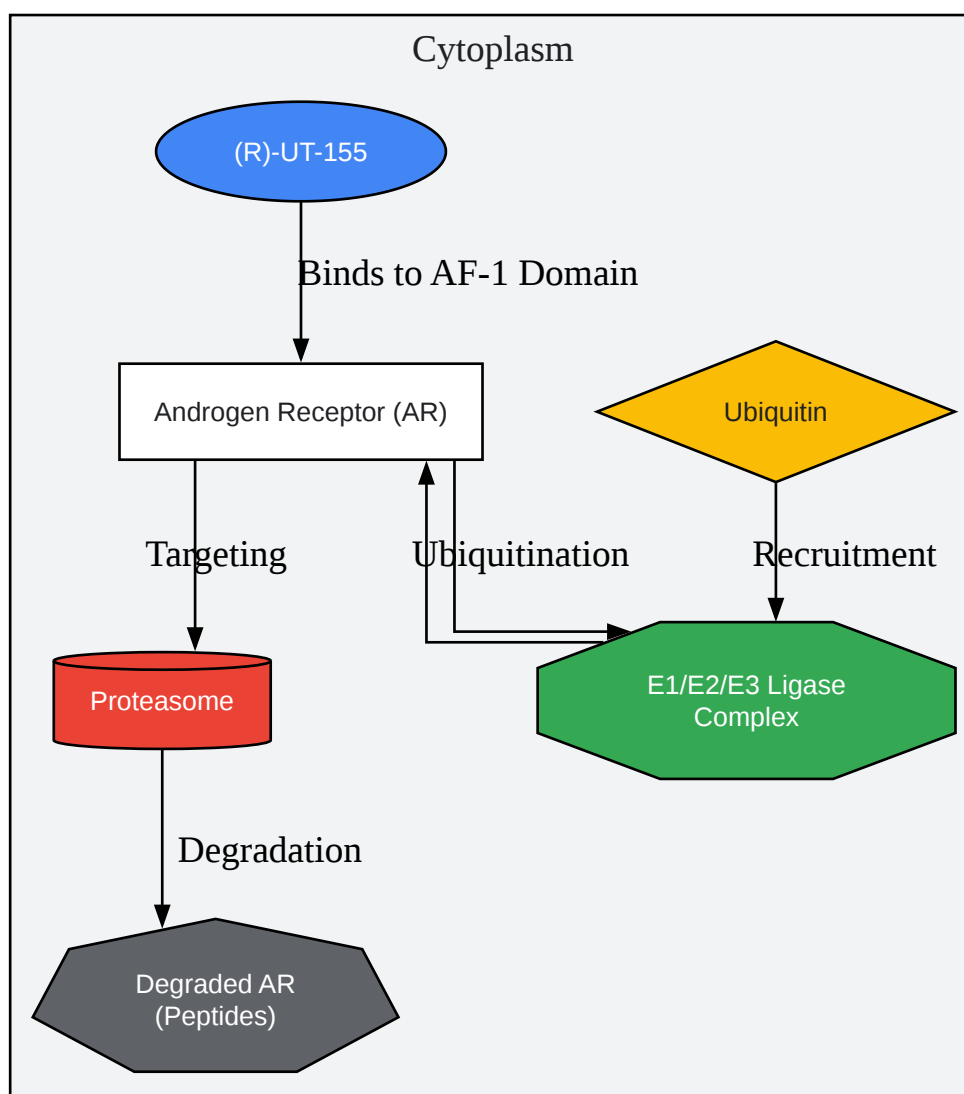 Cytoplasm
(R)-UT-155
Binds to AF-1 Domain
Androgen Receptor (AR)
Ubiquitin
Targeting
Ubiquitination
Recruitment
E1/E2/E3 Ligase
Complex
Proteasome
Degradation
Degraded AR
(Peptides)